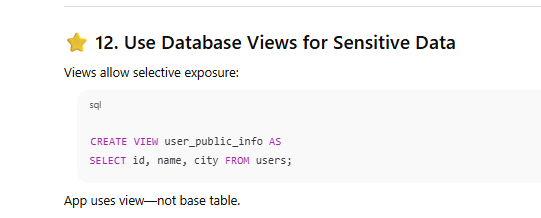 ⭐ 12. Use Database Views for Sensitive Data
Views allow selective exposure:
sql
CREATE VIEW user_public_info AS
SELECT id, name, city FROM users;
App uses view—not base table.